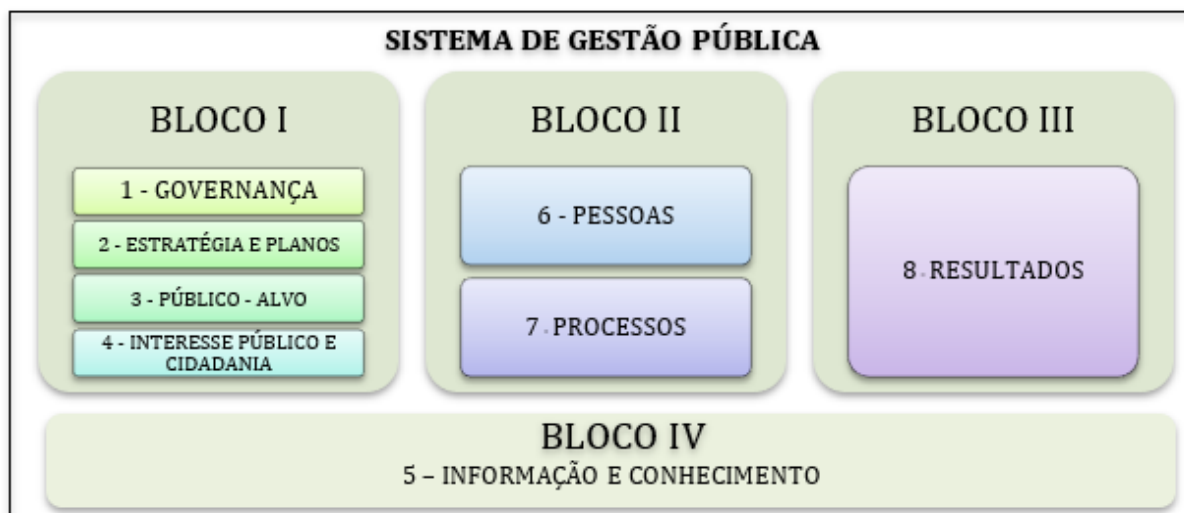 SISTEMA DE GESTÃO PÚBLICA
BLOCO I
1 - GOVERNANÇA
2 - ESTRATÉGIA E PLANOS
3 - PÚBLICO - ALVO
4 - INTERESSE PÚBLICO E
CIDADANIA
BLOCO II
6 - PESSOAS
7 - PROCESSOS
BLOCO III
8 - RESULTADOS
BLOCO IV
5 – INFORMAÇÃO E CONHECIMENTO